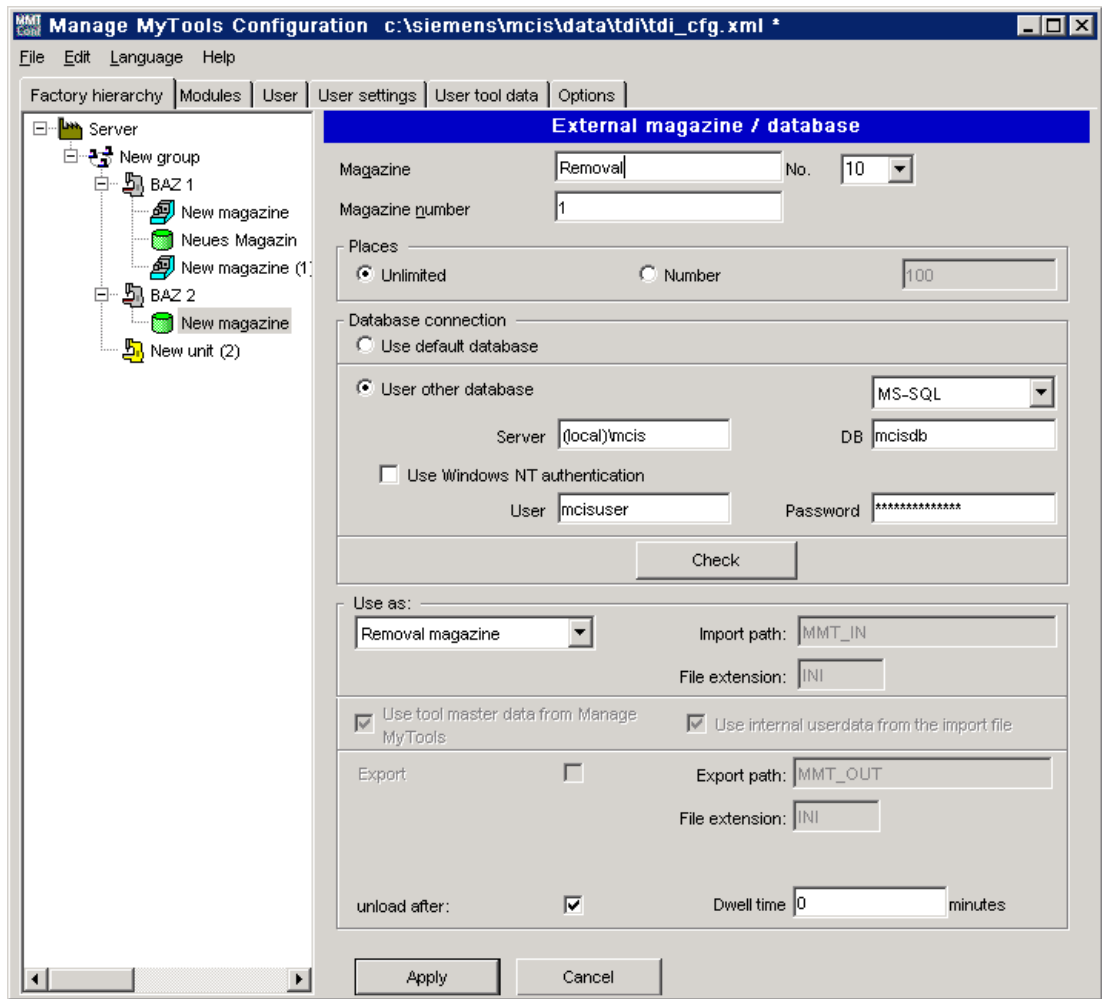 MMT Conf Manage MyTools Configuration c:\siemens\mcis\data\tdi\tdi_cfg.xml *
File Edit Language Help
Factory hierarchy Modules User User settings User tool data Options
Server
New group
BAZ 1
New magazine
Neues Magazin
New magazine (1)
BAZ 2
New magazine
New unit (2)
External magazine / database
Magazine Removal No. 10
Magazine number 1
Places
Unlimited Number 100
Database connection
Use default database
User other database MS-SQL
Server (local)\mcis DB mcisdb
Use Windows NT authentication
User mcisuser Password **************
Check
Use as:
Removal magazine Import path: MMT_IN
File extension: INI
Use tool master data from Manage
MyTools
Use internal userdata from the import file
Export Export path: MMT_OUT
File extension: INI
unload after: Dwell time 0 minutes
Apply Cancel